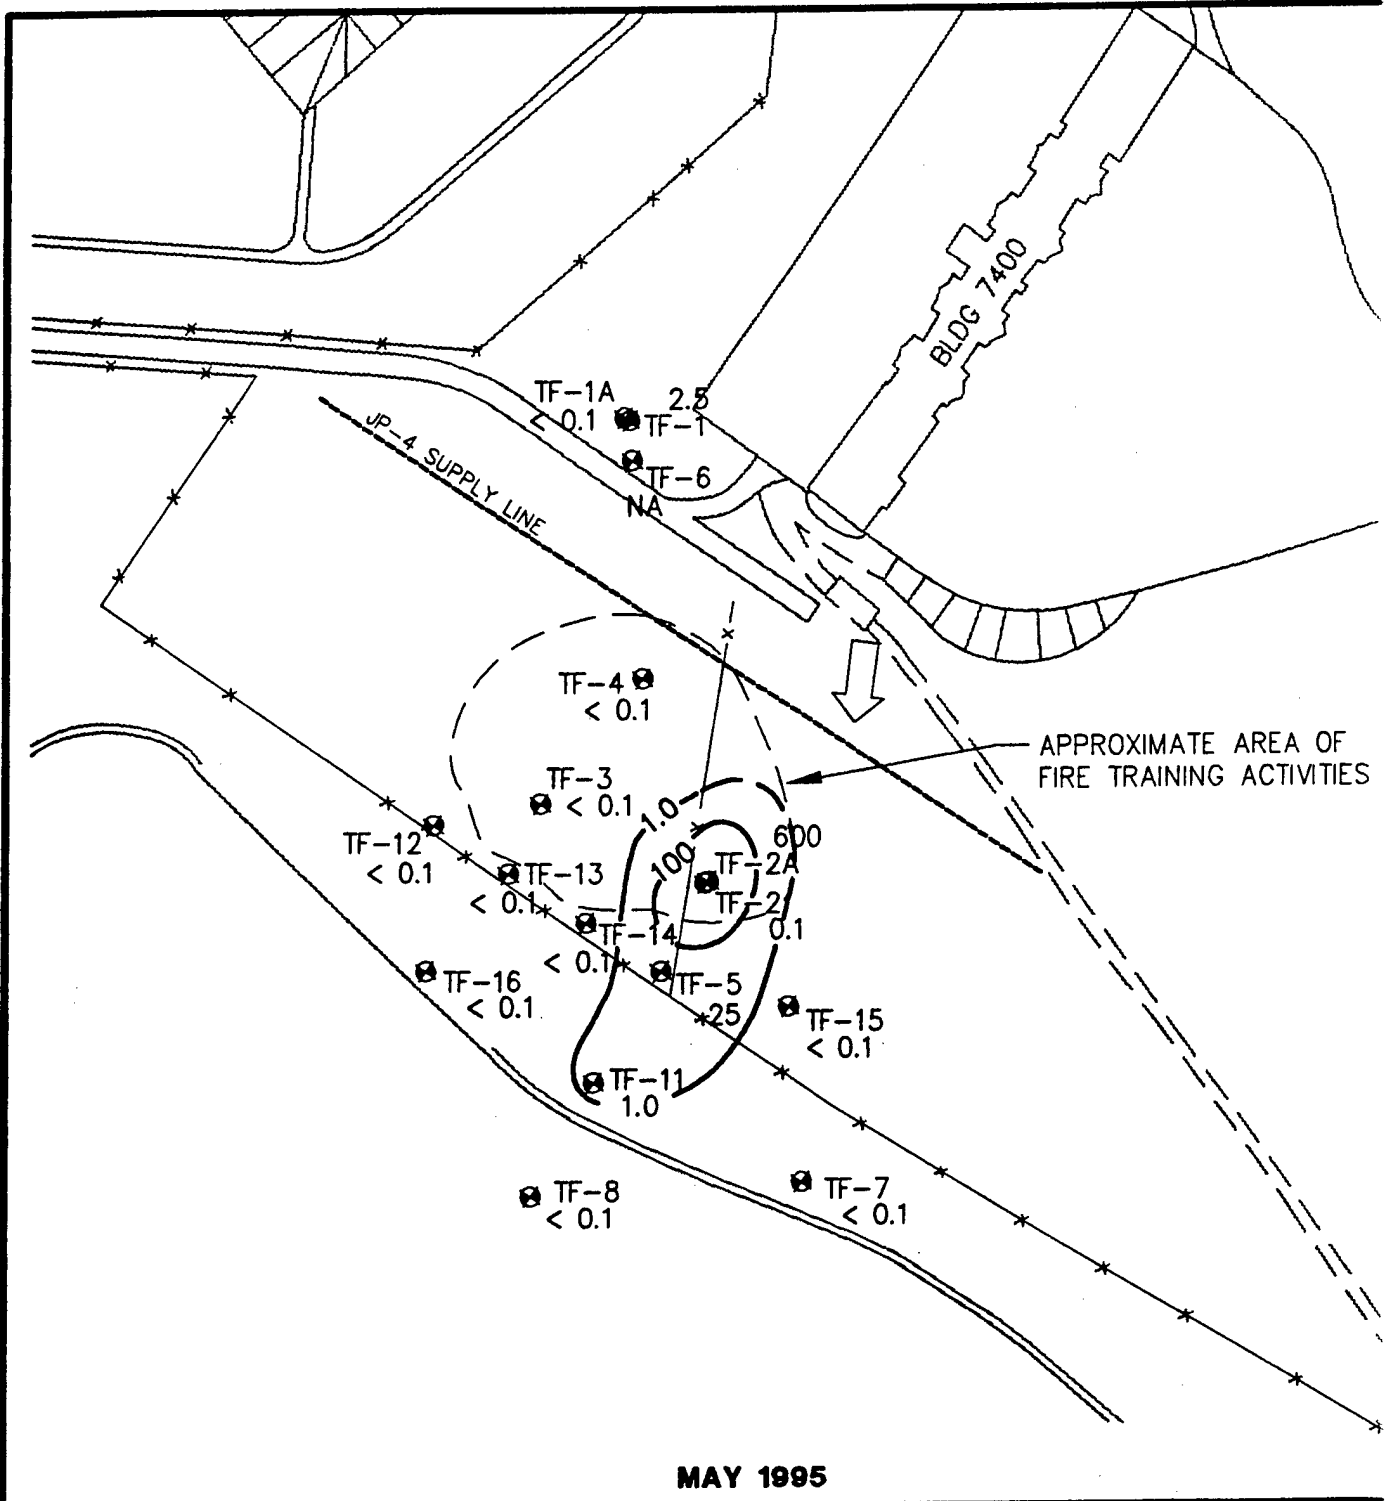 BLDG 7400
TF-1A
< 0.1
2.5
TF-1
TF-6
NA
JP-4 SUPPLY LINE
TF-4
< 0.1
APPROXIMATE AREA OF
FIRE TRAINING ACTIVITIES
TF-3
< 0.1
1.0
100
600
TF-2A
TF-2
0.1
TF-12
< 0.1
TF-13
< 0.1
TF-14
< 0.1
TF-16
< 0.1
TF-5
25
TF-15
< 0.1
TF-11
1.0
TF-8
< 0.1
TF-7
< 0.1
MAY 1995